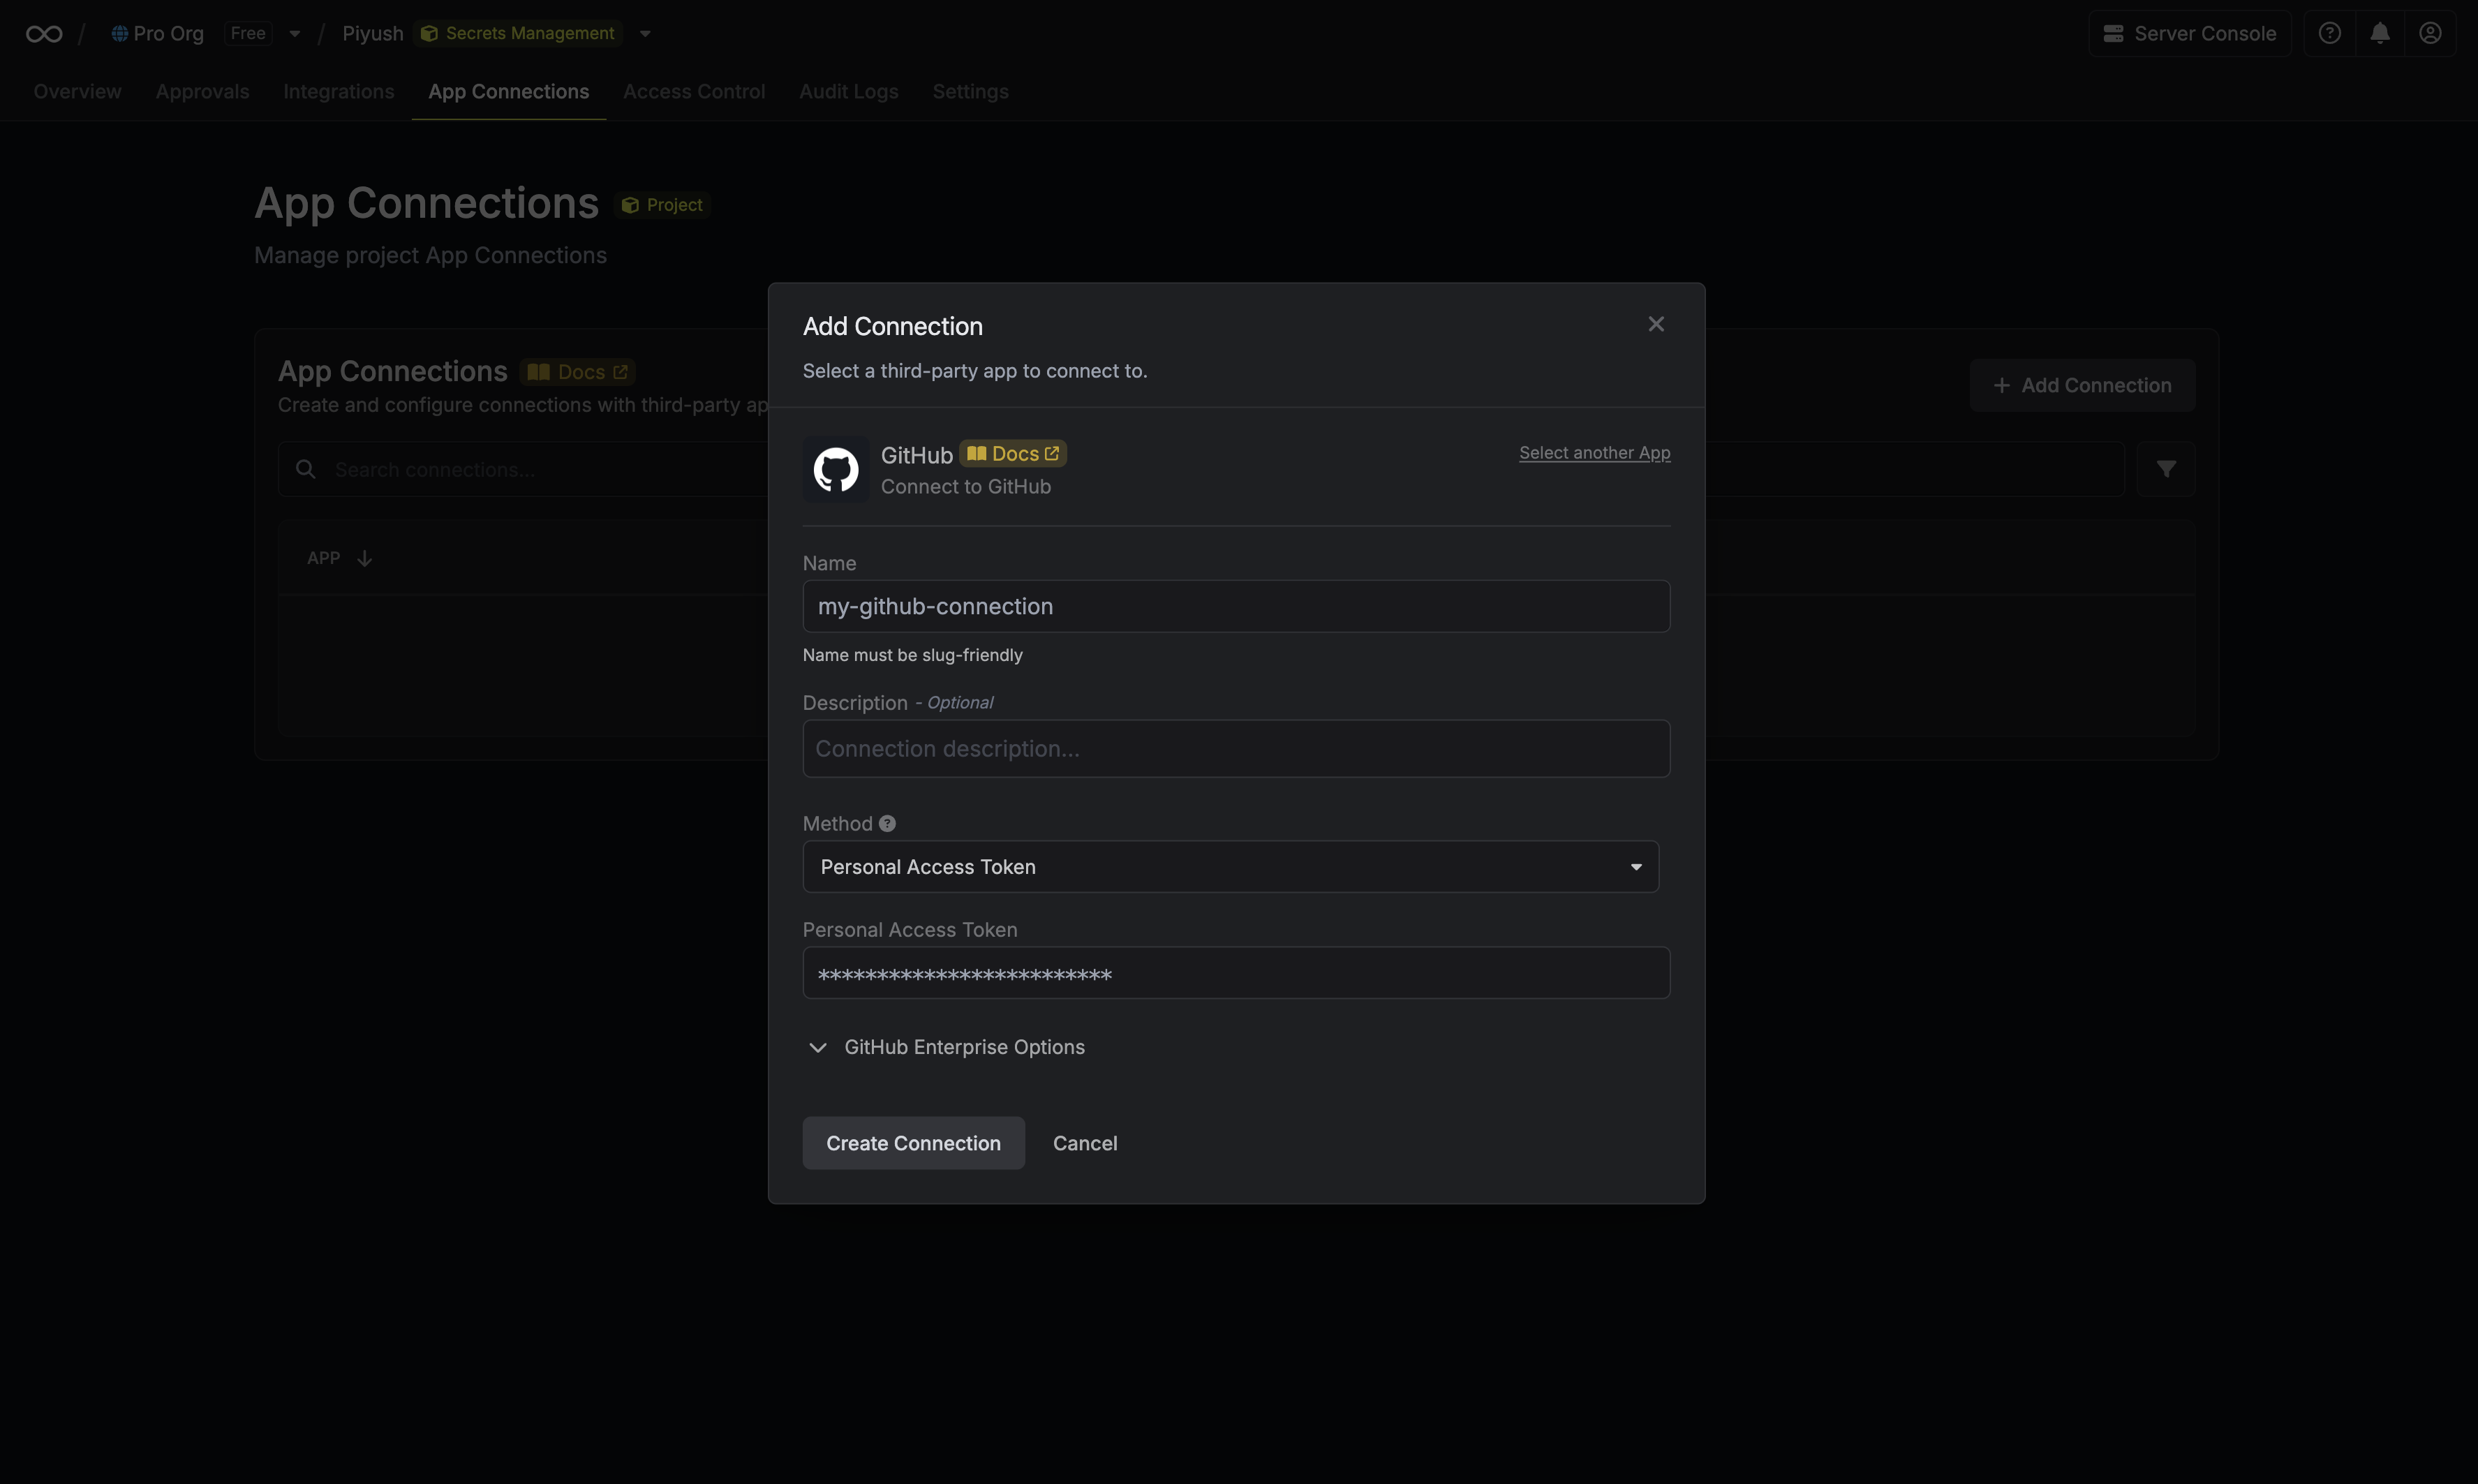 / Pro Org Free / Piyush Secrets Management Server Console
Overview Approvals Integrations App Connections Access Control Audit Logs Settings
App Connections Project
Manage project App Connections
App Connections Docs
Create and configure connections with third-party ap
Add Connection
Search connections...
APP
Add Connection
Select a third-party app to connect to.
GitHub Docs Select another App
Connect to GitHub
Name
my-github-connection
Name must be slug-friendly
Description - Optional
Connection description...
Method
Personal Access Token
Personal Access Token
*************************
GitHub Enterprise Options
Create Connection Cancel